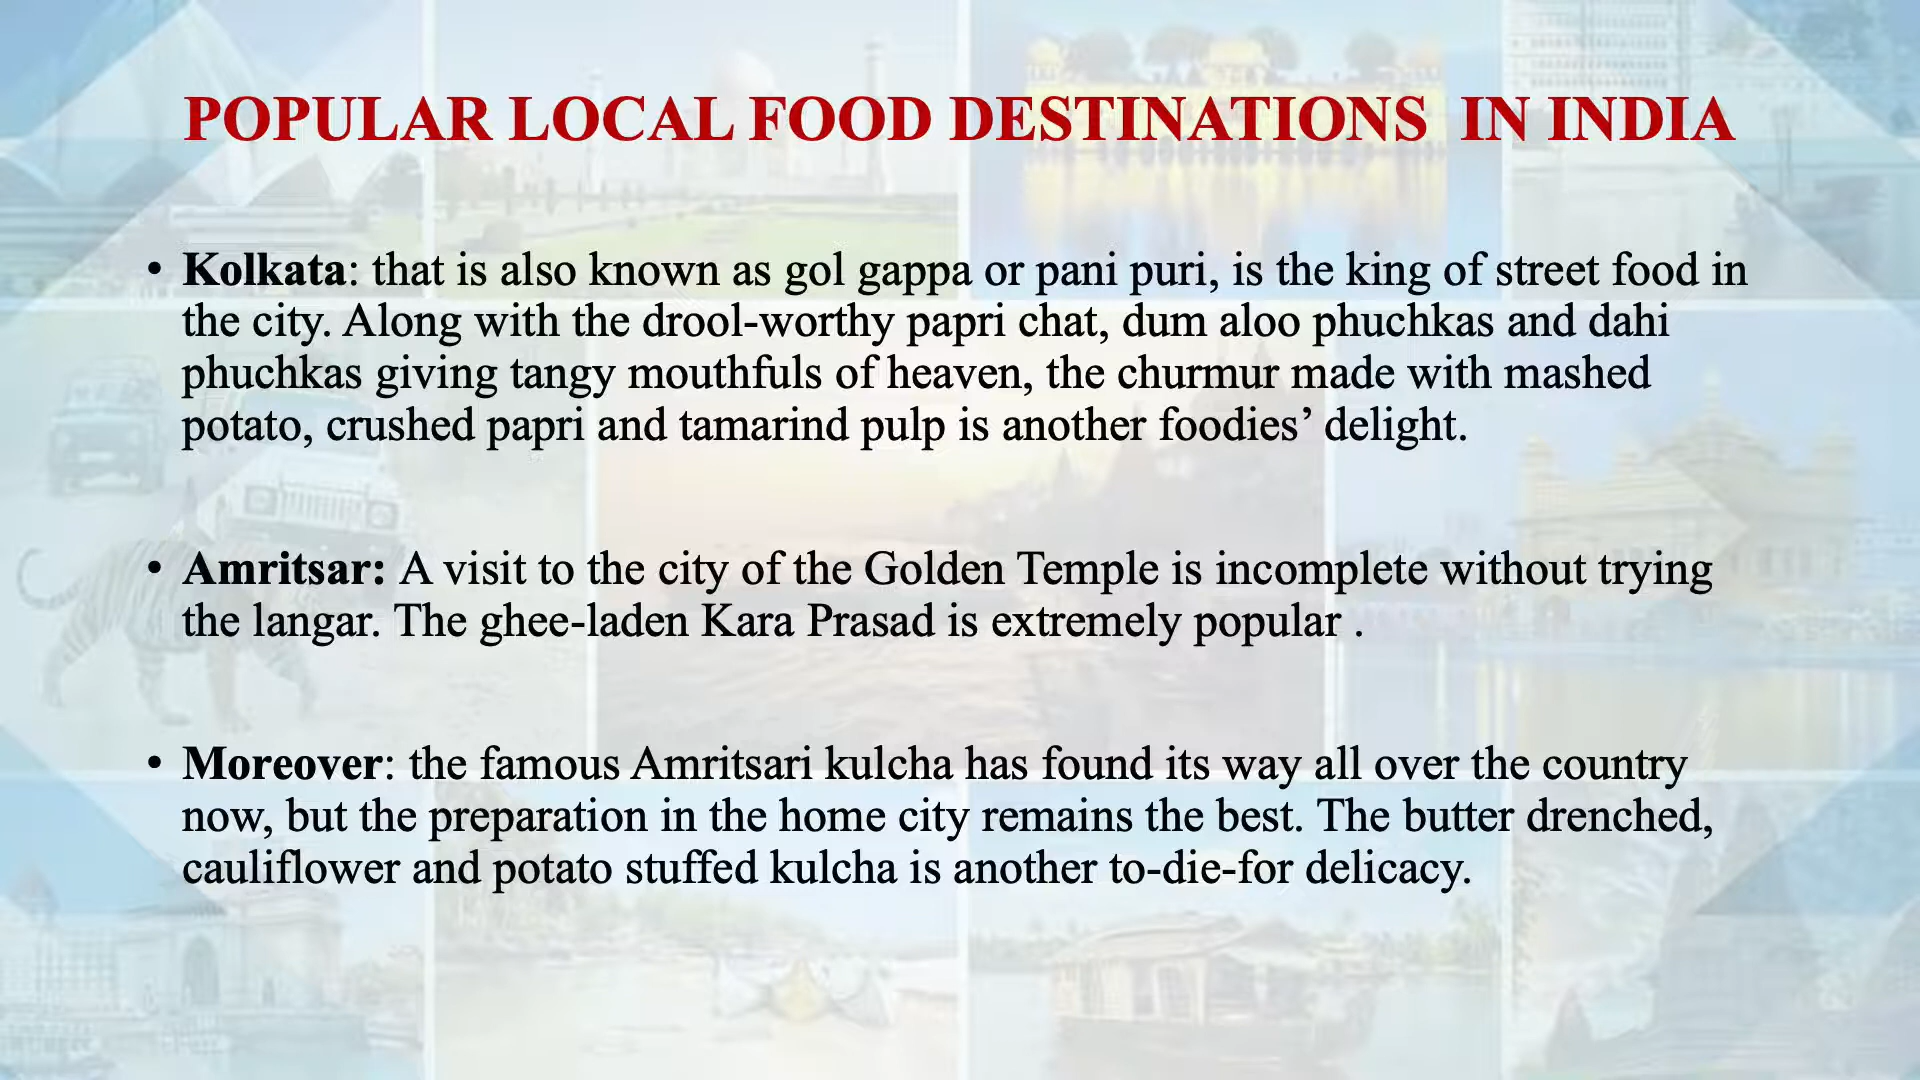 POPULAR LOCAL FOOD DESTINATIONS  IN INDIA
• Kolkata: that is also known as gol gappa or pani puri, is the king of street food in
the city. Along with the drool-worthy papri chat, dum aloo phuchkas and dahi
phuchkas giving tangy mouthfuls of heaven, the churmur made with mashed
potato, crushed papri and tamarind pulp is another foodies’ delight.
• Amritsar: A visit to the city of the Golden Temple is incomplete without trying
the langar. The ghee-laden Kara Prasad is extremely popular .
• Moreover: the famous Amritsari kulcha has found its way all over the country
now, but the preparation in the home city remains the best. The butter drenched,
cauliflower and potato stuffed kulcha is another to-die-for delicacy.